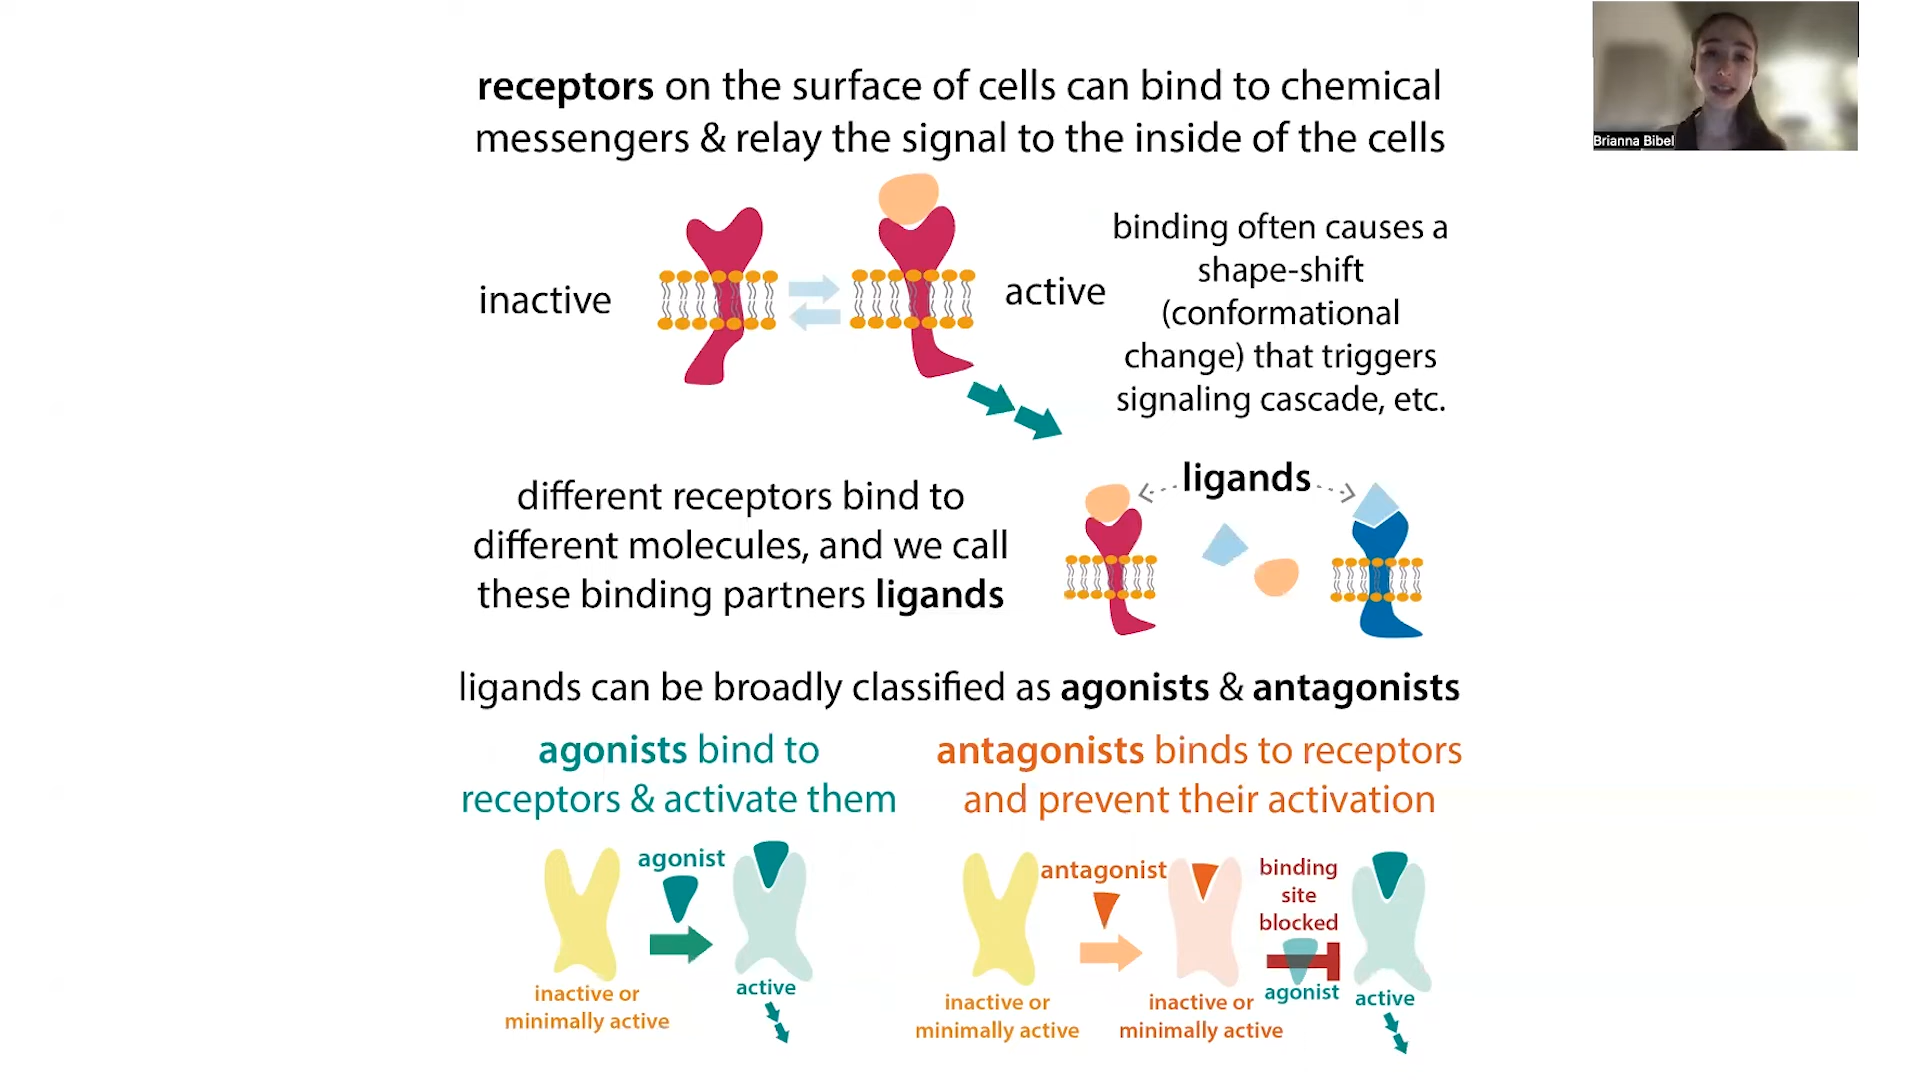 receptors on the surface of cells can bind to chemical
messengers & relay the signal to the inside of the cells
Brianna Bibel
inactive
active
binding often causes a
shape-shift
(conformational
change) that triggers
signaling cascade, etc.
different receptors bind to
different molecules, and we call
these binding partners ligands
ligands
ligands can be broadly classified as agonists & antagonists
agonists bind to
receptors & activate them
agonist
inactive or
minimally active
active
antagonists binds to receptors
and prevent their activation
antagonist
inactive or
minimally active
inactive or
minimally active
binding
site
blocked
agonist
active